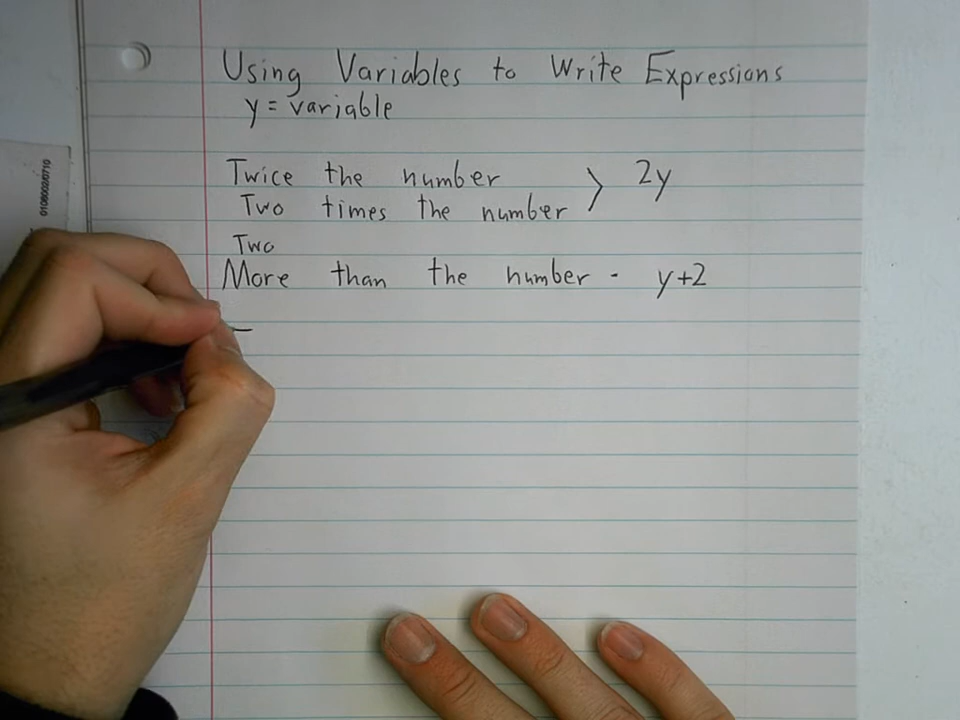 Using Variables to Write Expressions
y = variable
Twice the number > 2y
Two times the number
Two
More than the number - y+2